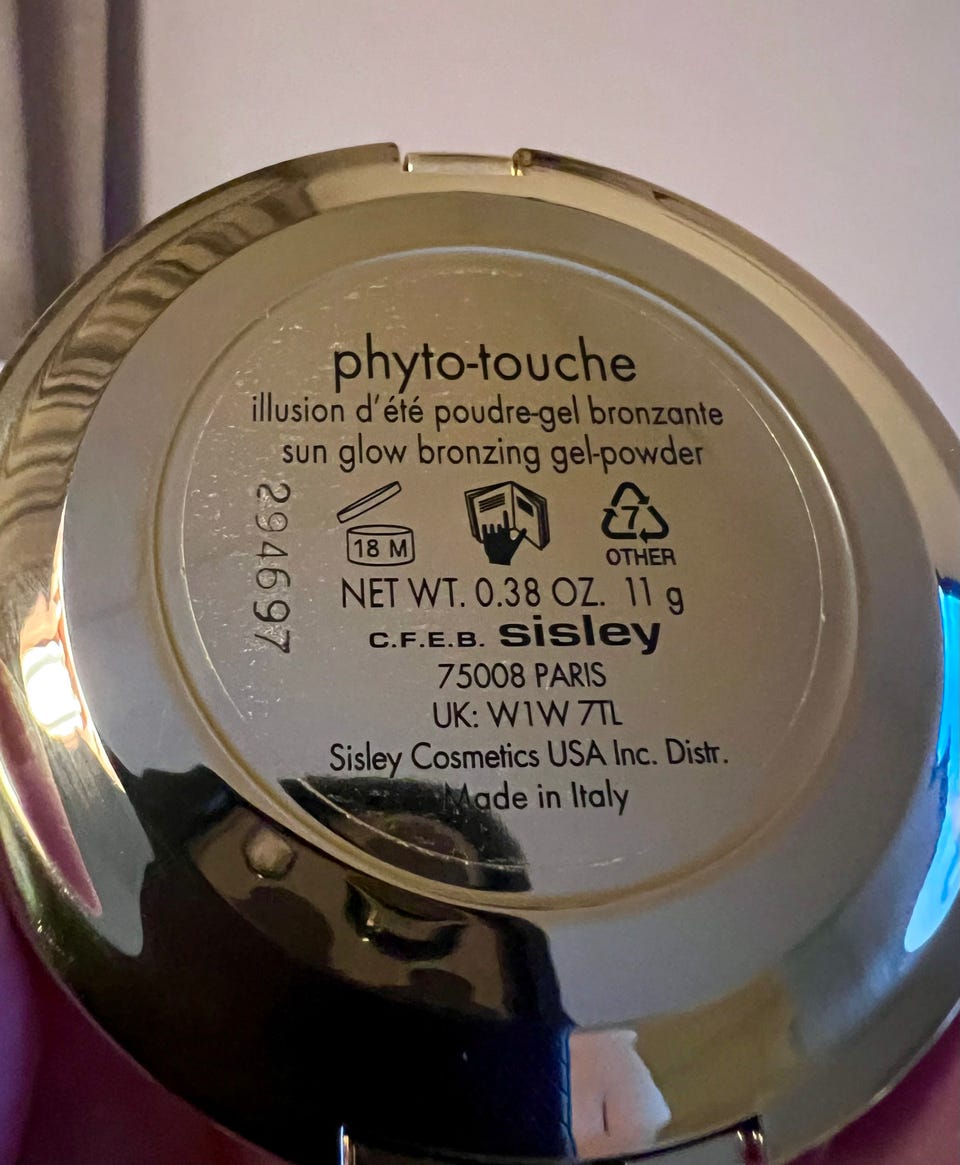 phyto-touche
illusion d'été poudre-gel bronzante
sun glow bronzing gel-powder
294697
18 M
7
OTHER
NET WT. 0.38 OZ. 11 g
C.F.E.B. sisley
75008 PARIS
UK: W1W 7TL
Sisley Cosmetics USA Inc. Distr.
Made in Italy